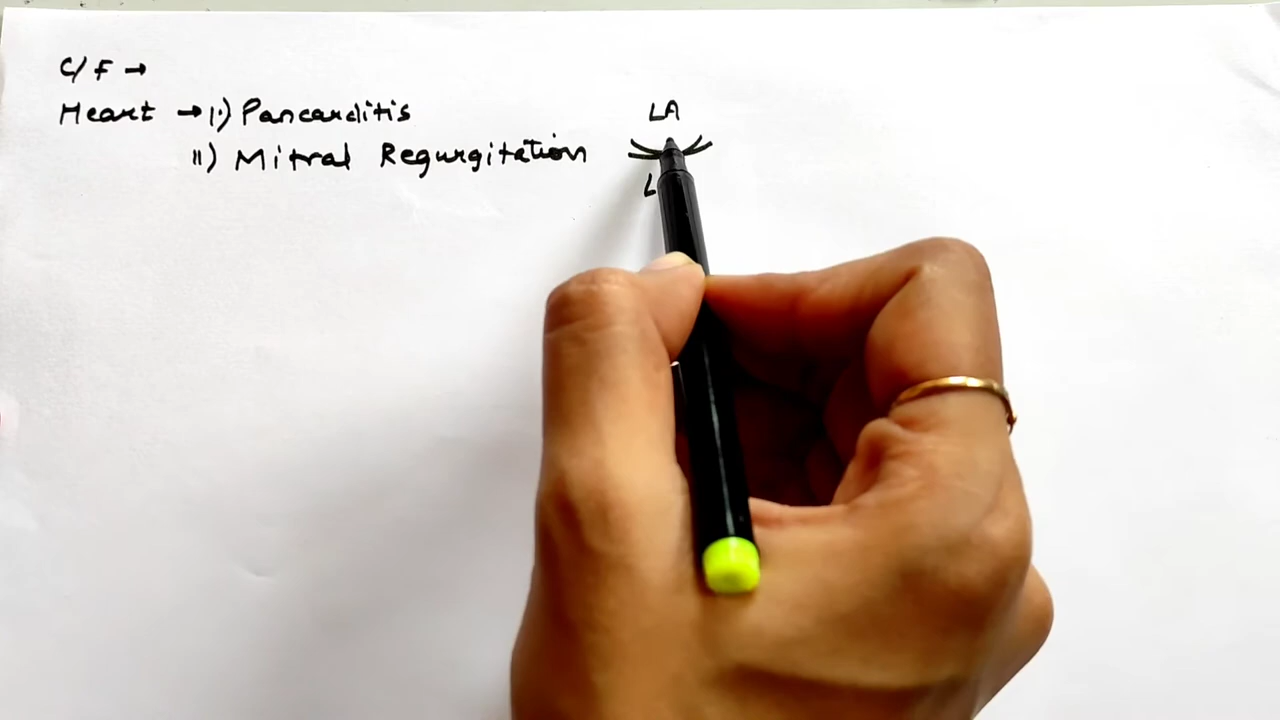 C/F →
Heart → i) Pancarditis
ii) Mitral Regurgitation
LA
L